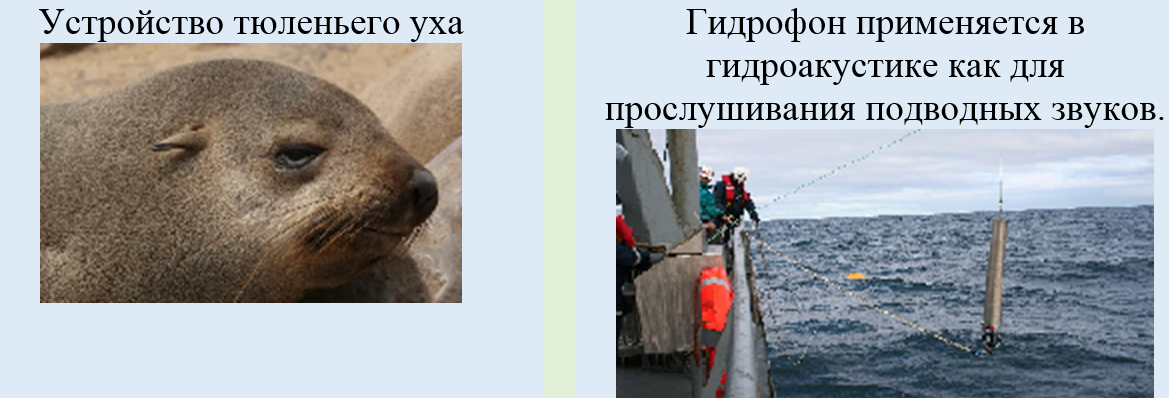 Устройство тюленьего уха
Гидрофон применяется в
гидроакустике как для
прослушивания подводных звуков.